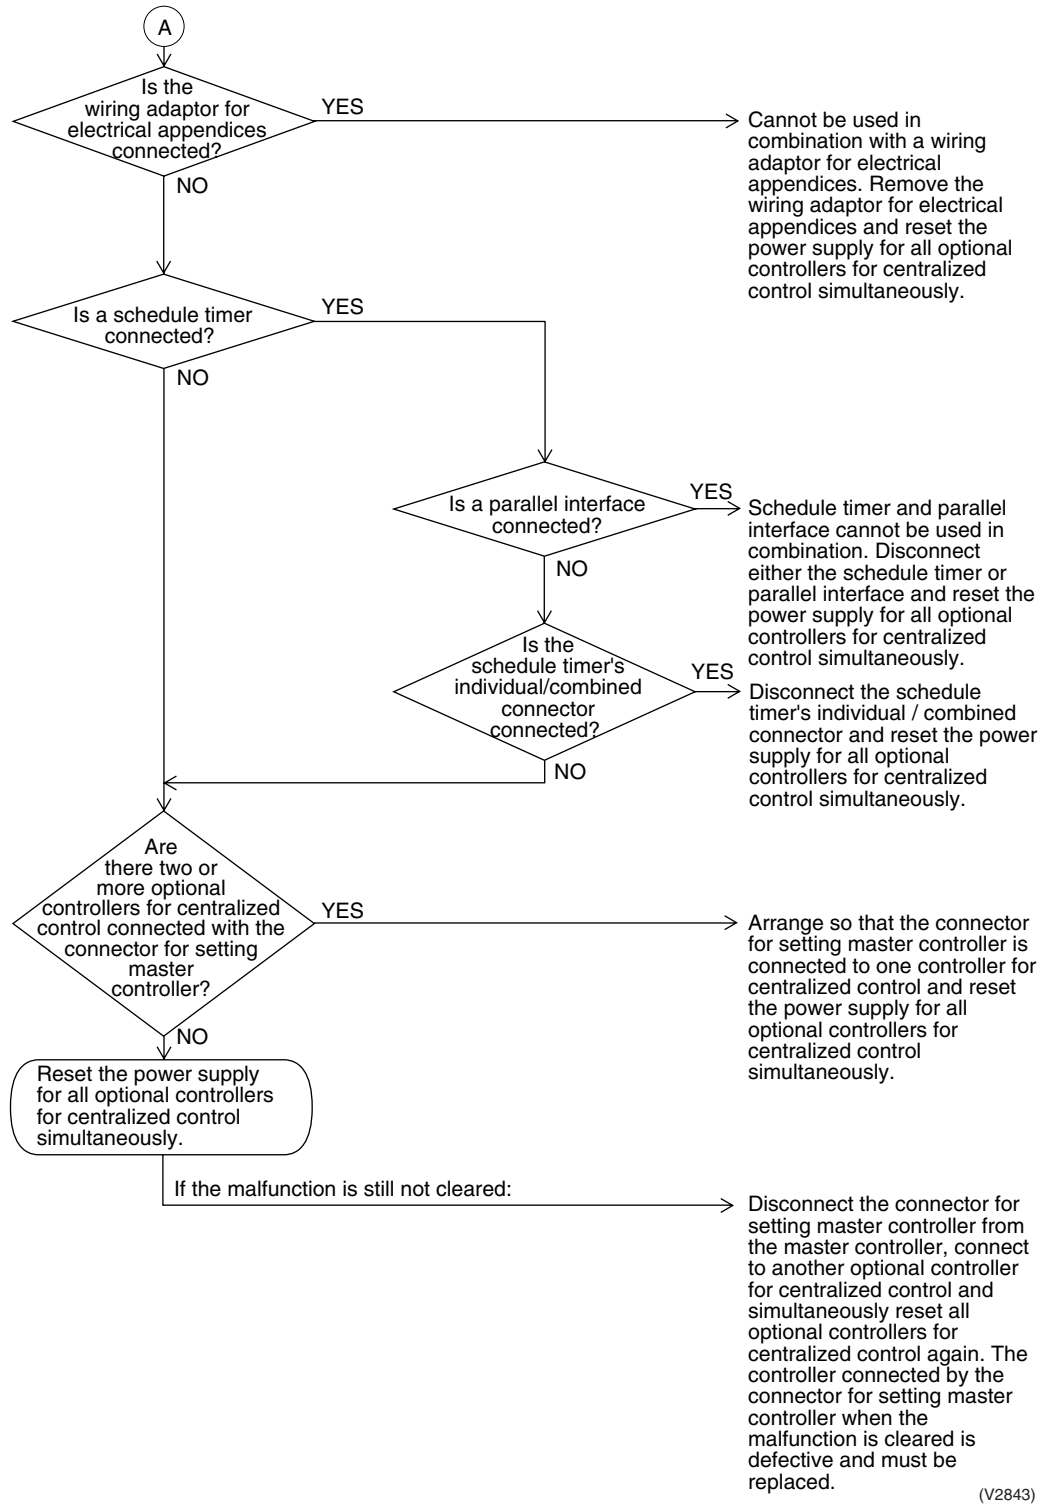 A
Is the
wiring adaptor for
electrical appendices
connected?
YES
Cannot be used in
combination with a wiring
adaptor for electrical
appendices. Remove the
wiring adaptor for electrical
appendices and reset the
power supply for all optional
controllers for centralized
control simultaneously.
NO
Is a schedule timer
connected?
YES
NO
Is a parallel interface
connected?
YES
Schedule timer and parallel
interface cannot be used in
combination. Disconnect
either the schedule timer or
parallel interface and reset the
power supply for all optional
controllers for centralized
control simultaneously.
NO
Is the
schedule timer's
individual/combined
connector
connected?
YES
Disconnect the schedule
timer's individual / combined
connector and reset the power
supply for all optional
controllers for centralized
control simultaneously.
NO
Are
there two or
more optional
controllers for centralized
control connected with the
connector for setting
master
controller?
YES
Arrange so that the connector
for setting master controller is
connected to one controller for
centralized control and reset
the power supply for all
optional controllers for
centralized control
simultaneously.
NO
Reset the power supply
for all optional controllers
for centralized control
simultaneously.
If the malfunction is still not cleared:
Disconnect the connector for
setting master controller from
the master controller, connect
to another optional controller
for centralized control and
simultaneously reset all
optional controllers for
centralized control again. The
controller connected by the
connector for setting master
controller when the
malfunction is cleared is
defective and must be
replaced.
(V2843)